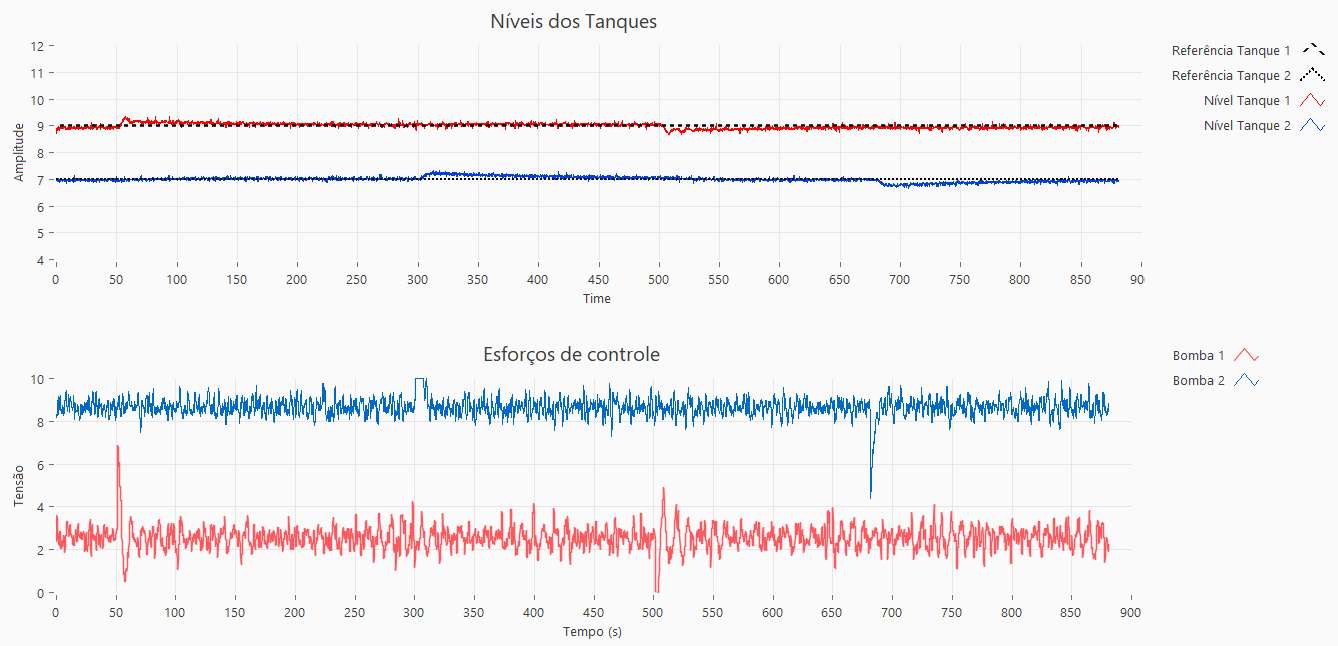 Níveis dos Tanques
12
11
10
9
8
7
6
5
4
Amplitude
0 50 100 150 200 250 300 350 400 450 500 550 600 650 700 750 800 850 90
Time
Referência Tanque 1
Referência Tanque 2
Nível Tanque 1
Nível Tanque 2
Esforços de controle
10
8
6
4
2
0
Tensão
0 50 100 150 200 250 300 350 400 450 500 550 600 650 700 750 800 850 900
Tempo (s)
Bomba 1
Bomba 2